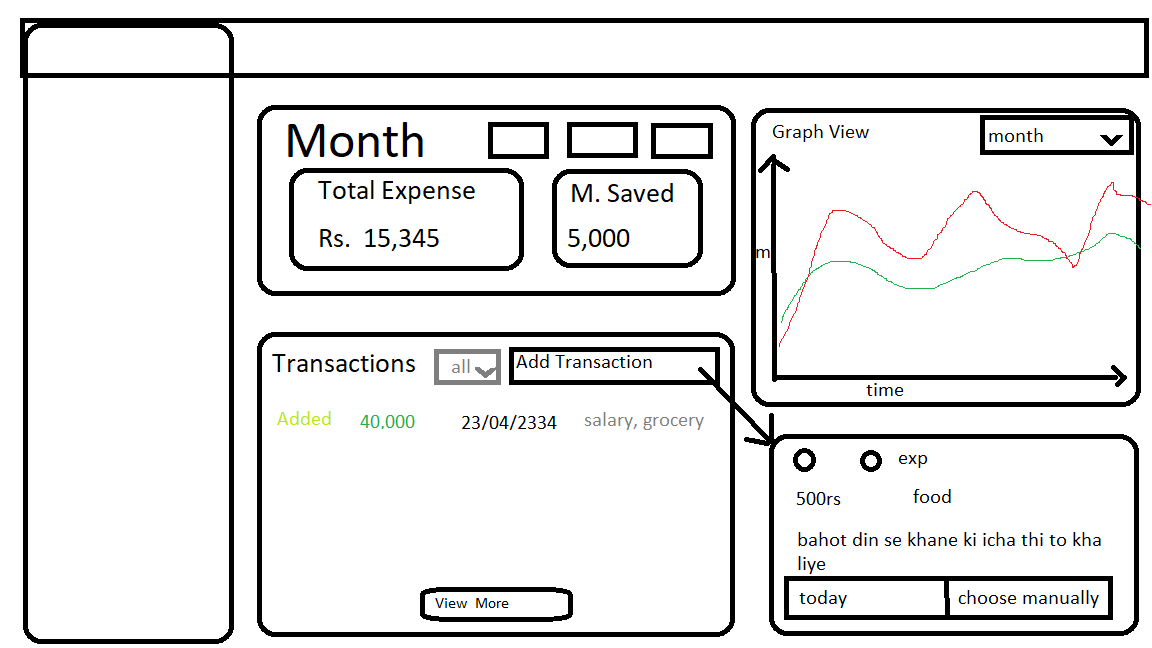 Month
Total Expense
Rs. 15,345
M. Saved
5,000
Graph View
month
m
time
Transactions
all
Add Transaction
Added 40,000 23/04/2334 salary, grocery
View More
exp
500rs food
bahot din se khane ki icha thi to kha
liye
today
choose manually